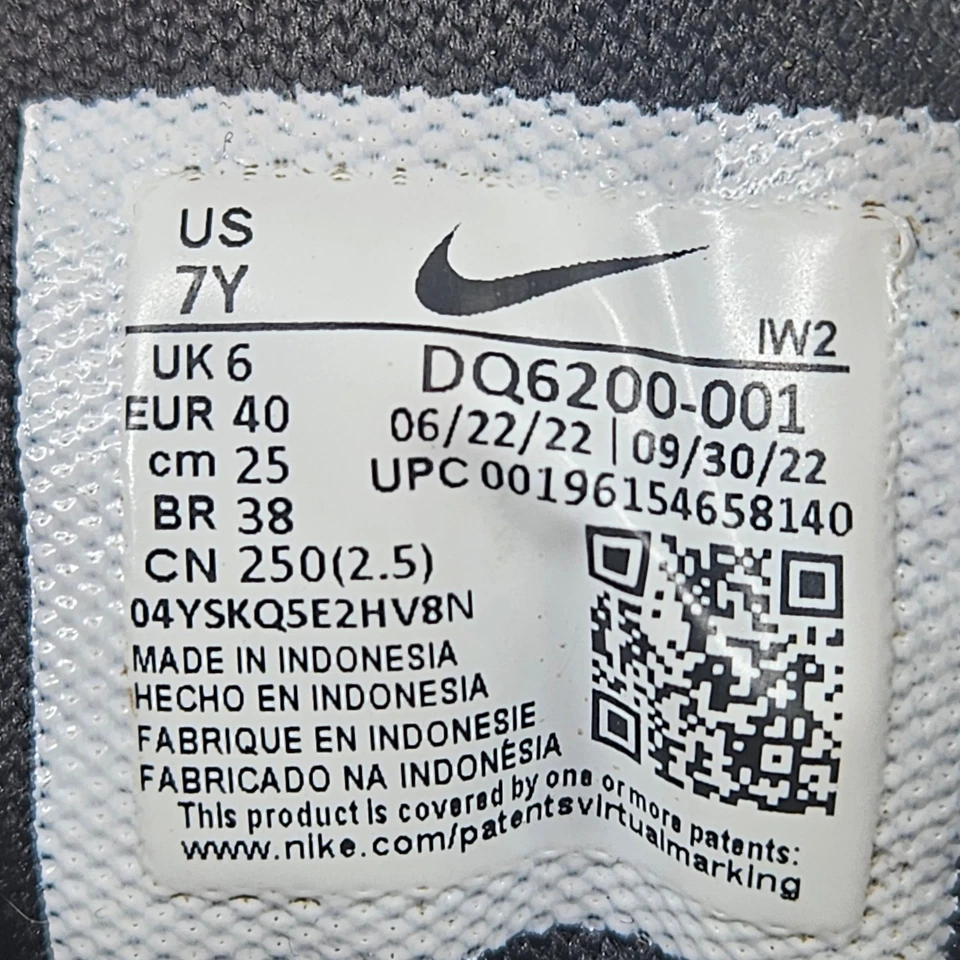 US
7Y
IW2
UK 6
EUR 40
cm 25
BR 38
CN 250(2.5)
DQ6200-001
06/22/22 | 09/30/22
UPC 00196154658140
04YSKQ5E2HV8N
MADE IN INDONESIA
HECHO EN INDONESIA
FABRIQUE EN INDONESIE
FABRICADO NA INDONÉSIA
This product is covered by one or more patents:
www.nike.com/patentsvirtualmarking